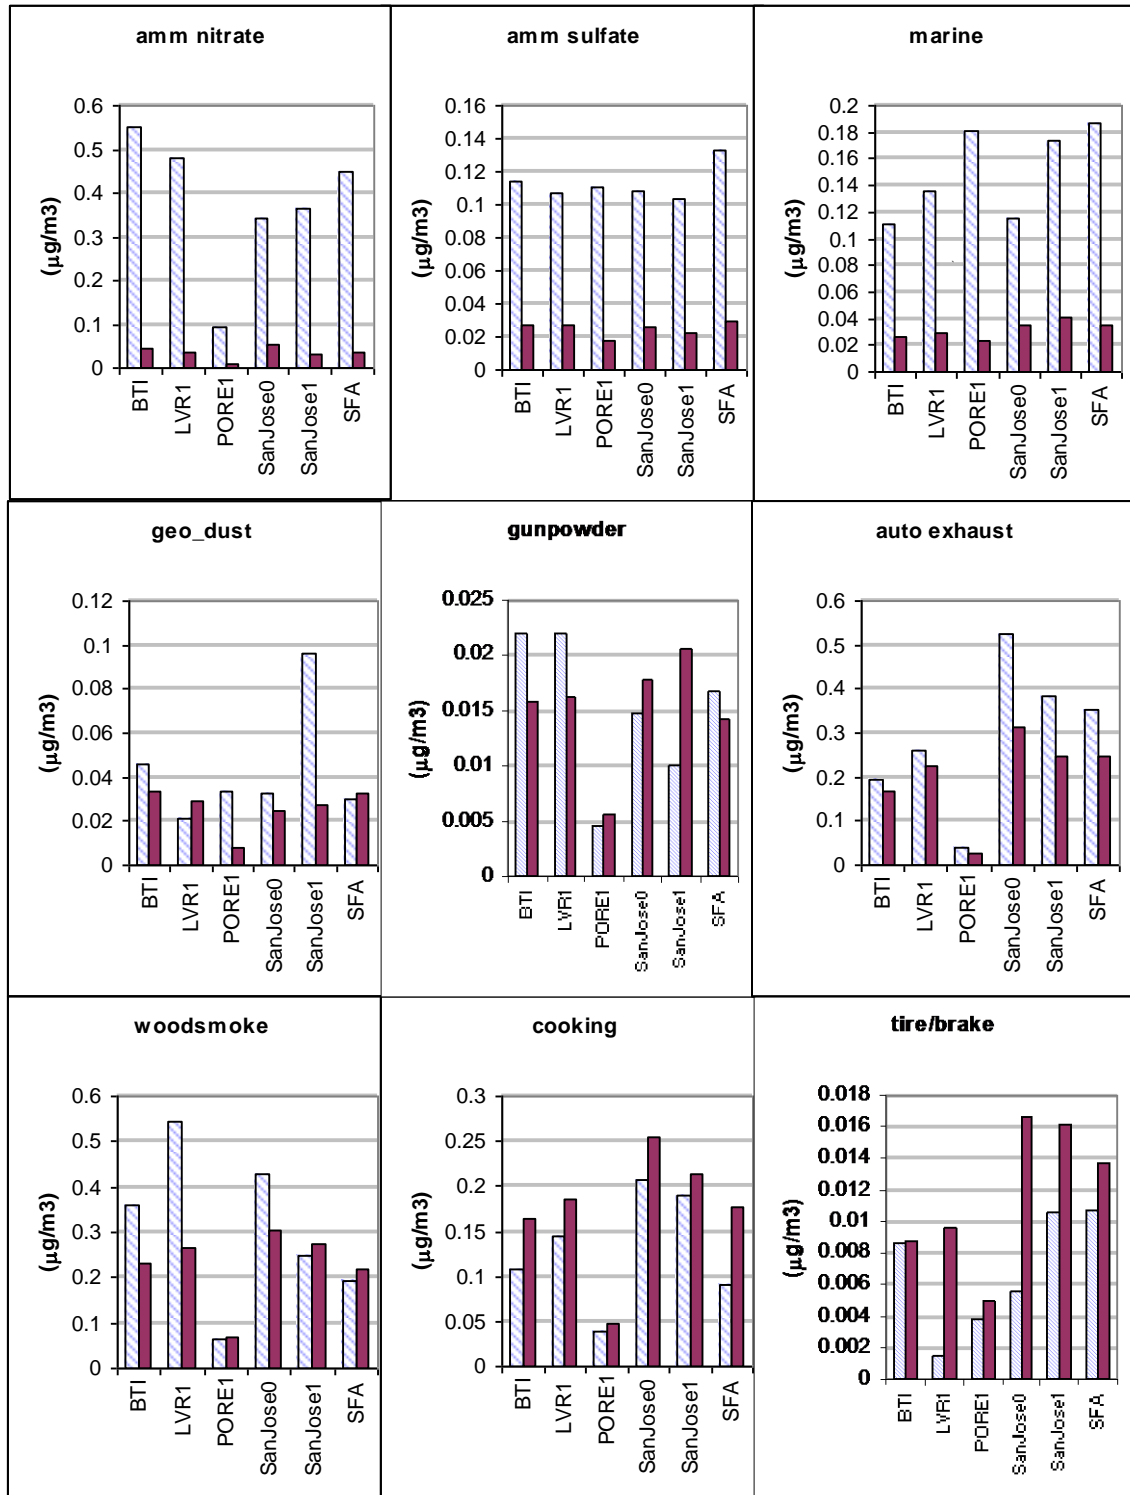 amm nitrate
0.6
0.5
0.4
0.3
0.2
0.1
0
(µg/m3)
BTI
LVR1
PORE1
SanJose0
SanJose1
SFA
amm sulfate
0.16
0.14
0.12
0.10
0.08
0.06
0.04
0.02
0
(µg/m3)
BTI
LVR1
PORE1
SanJose0
SanJose1
SFA
marine
0.2
0.18
0.16
0.14
0.12
0.1
0.08
0.06
0.04
0.02
0
(µg/m3)
BTI
LVR1
PORE1
SanJose0
SanJose1
SFA
geo_dust
0.12
0.1
0.08
0.06
0.04
0.02
0
(µg/m3)
BTI
LVR1
PORE1
SanJose0
SanJose1
SFA
gunpowder
0.025
0.02
0.015
0.01
0.005
0
(µg/m3)
BTI
LVR1
PORE1
SanJose0
SanJose1
SFA
auto exhaust
0.6
0.5
0.4
0.3
0.2
0.1
0
(µg/m3)
BTI
LVR1
PORE1
SanJose0
SanJose1
SFA
woodsmoke
0.6
0.5
0.4
0.3
0.2
0.1
0
(µg/m3)
BTI
LVR1
PORE1
SanJose0
SanJose1
SFA
cooking
0.3
0.25
0.2
0.15
0.1
0.05
0
(µg/m3)
BTI
LVR1
PORE1
SanJose0
SanJose1
SFA
tire/brake
0.018
0.016
0.014
0.012
0.01
0.008
0.006
0.004
0.002
0
(µg/m3)
BTI
LVR1
PORE1
SanJose0
SanJose1
SFA